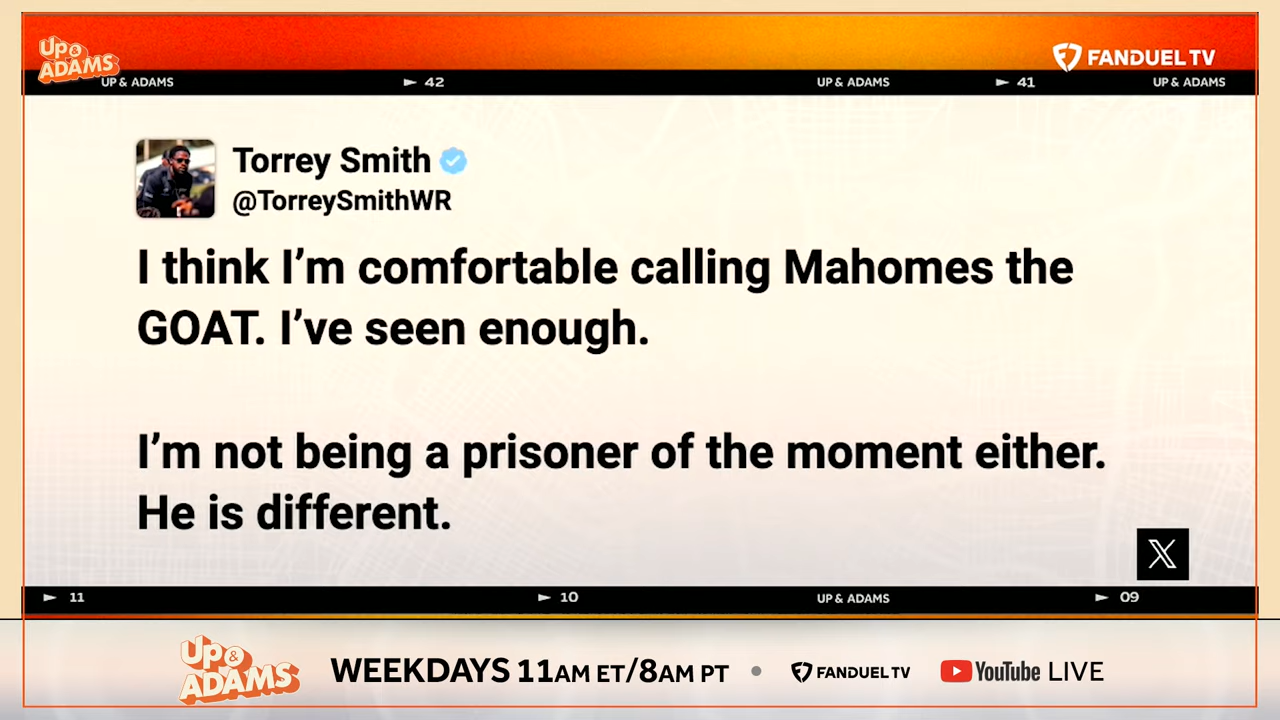 Up &
ADAMS
FANDUEL TV
UP & ADAMS
42
UP & ADAMS
41
UP & ADAMS
Torrey Smith
@TorreySmithWR
I think I’m comfortable calling Mahomes the
GOAT. I’ve seen enough.
I’m not being a prisoner of the moment either.
He is different.
X
11
10
UP & ADAMS
09
Up &
ADAMS
WEEKDAYS 11AM ET/8AM PT • FANDUEL TV YouTube LIVE